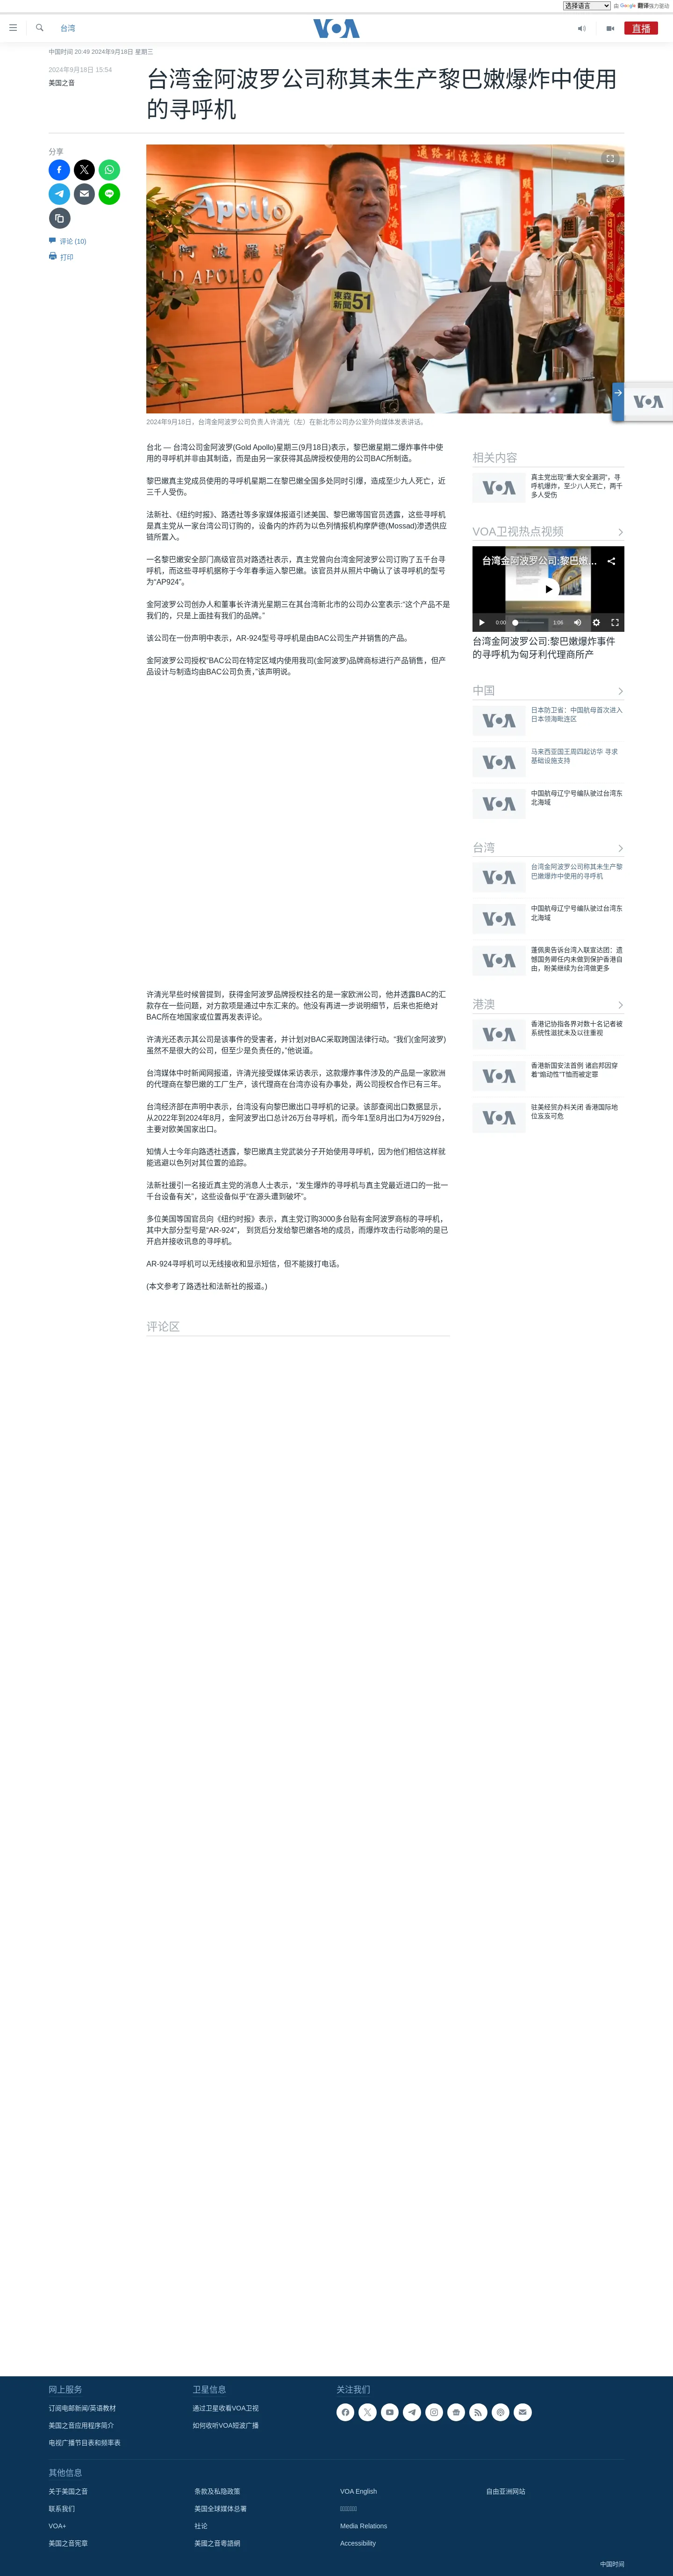 选择语言
由 Google 翻译强力驱动
台湾
VOA
直播
中国时间 20:49 2024年9月18日 星期三
2024年9月18日 15:54
美国之音
台湾金阿波罗公司称其未生产黎巴嫩爆炸中使用
的寻呼机
分享
评论 (10)
打印
Apollo
LD APOLLO
東森
新聞 51
2024年9月18日，台湾金阿波罗公司负责人许清光（左）在新北市公司办公室外向媒体发表讲话。
台北 — 台湾公司金阿波罗(Gold Apollo)星期三(9月18日)表示，黎巴嫩星期二爆炸事件中使
用的寻呼机并非由其制造，而是由另一家获得其品牌授权使用的公司BAC所制造。
黎巴嫩真主党成员使用的寻呼机星期二在黎巴嫩全国多处同时引爆，造成至少九人死亡，近
三千人受伤。
法新社、《纽约时报》、路透社等多家媒体报道引述美国、黎巴嫩等国官员透露，这些寻呼机
是真主党从一家台湾公司订购的，设备内的炸药为以色列情报机构摩萨德(Mossad)渗透供应
链所置入。
一名黎巴嫩安全部门高级官员对路透社表示，真主党曾向台湾金阿波罗公司订购了五千台寻
呼机，而这些寻呼机据称于今年春季运入黎巴嫩。该官员并从照片中确认了该寻呼机的型号
为“AP924”。
金阿波罗公司创办人和董事长许清光星期三在其台湾新北市的公司办公室表示:“这个产品不是
我们的，只是上面挂有我们的品牌。”
该公司在一份声明中表示，AR-924型号寻呼机是由BAC公司生产并销售的产品。
金阿波罗公司授权“BAC公司在特定区域内使用我司(金阿波罗)品牌商标进行产品销售，但产
品设计与制造均由BAC公司负责，”该声明说。
许清光早些时候曾提到，获得金阿波罗品牌授权挂名的是一家欧洲公司，他并透露BAC的汇
款存在一些问题，对方款项是通过中东汇来的。他没有再进一步说明细节，后来也拒绝对
BAC所在地国家或位置再发表评论。
许清光还表示其公司是该事件的受害者，并计划对BAC采取跨国法律行动。“我们(金阿波罗)
虽然不是很大的公司，但至少是负责任的，”他说道。
台湾媒体中时新闻网报道，许清光接受媒体采访表示，这款爆炸事件涉及的产品是一家欧洲
的代理商在黎巴嫩的工厂生产，该代理商在台湾亦设有办事处，两公司授权合作已有三年。
台湾经济部在声明中表示，台湾没有向黎巴嫩出口寻呼机的记录。该部查阅出口数据显示，
从2022年到2024年8月，金阿波罗出口总计26万台寻呼机，而今年1至8月出口为4万929台，
主要对欧美国家出口。
知情人士今年向路透社透露，黎巴嫩真主党武装分子开始使用寻呼机，因为他们相信这样就
能逃避以色列对其位置的追踪。
法新社援引一名接近真主党的消息人士表示，“发生爆炸的寻呼机与真主党最近进口的一批一
千台设备有关”，这些设备似乎“在源头遭到破坏”。
多位美国等国官员向《纽约时报》表示，真主党订购3000多台贴有金阿波罗商标的寻呼机，
其中大部分型号是“AR-924”， 到货后分发给黎巴嫩各地的成员，而爆炸攻击行动影响的是已
开启并接收讯息的寻呼机。
AR-924寻呼机可以无线接收和显示短信，但不能拨打电话。
(本文参考了路透社和法新社的报道。)
评论区
相关内容
VOA
真主党出现“重大安全漏洞”，寻
呼机爆炸，至少八人死亡，两千
多人受伤
VOA
VOA卫视热点视频
台湾金阿波罗公司:黎巴嫩...
0:00
1:06
台湾金阿波罗公司:黎巴嫩爆炸事件
的寻呼机为匈牙利代理商所产
中国
VOA
日本防卫省：中国航母首次进入
日本领海毗连区
VOA
马来西亚国王周四起访华 寻求
基础设施支持
VOA
中国航母辽宁号编队驶过台湾东
北海域
台湾
VOA
台湾金阿波罗公司称其未生产黎
巴嫩爆炸中使用的寻呼机
VOA
中国航母辽宁号编队驶过台湾东
北海域
VOA
蓬佩奥告诉台湾入联宣达团：遗
憾国务卿任内未做到保护香港自
由，盼美继续为台湾做更多
港澳
VOA
香港记协指各界对数十名记者被
系统性滋扰未及以往重视
VOA
香港新国安法首例 诸启邦因穿
着“煽动性”T恤而被定罪
VOA
驻美经贸办料关闭 香港国际地
位岌岌可危
网上服务
订阅电邮新闻/英语教材
美国之音应用程序简介
电视广播节目表和频率表
卫星信息
通过卫星收看VOA卫视
如何收听VOA短波广播
关注我们
其他信息
关于美国之音
条款及私隐政策
VOA English
自由亚洲网站
联系我们
美国全球媒体总署
VOA+
社论
Media Relations
美国之音宪章
美國之音粵語網
Accessibility
中国时间